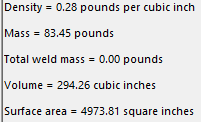 Density = 0.28 pounds per cubic inch
Mass = 83.45 pounds
Total weld mass = 0.00 pounds
Volume = 294.26 cubic inches
Surface area = 4973.81 square inches